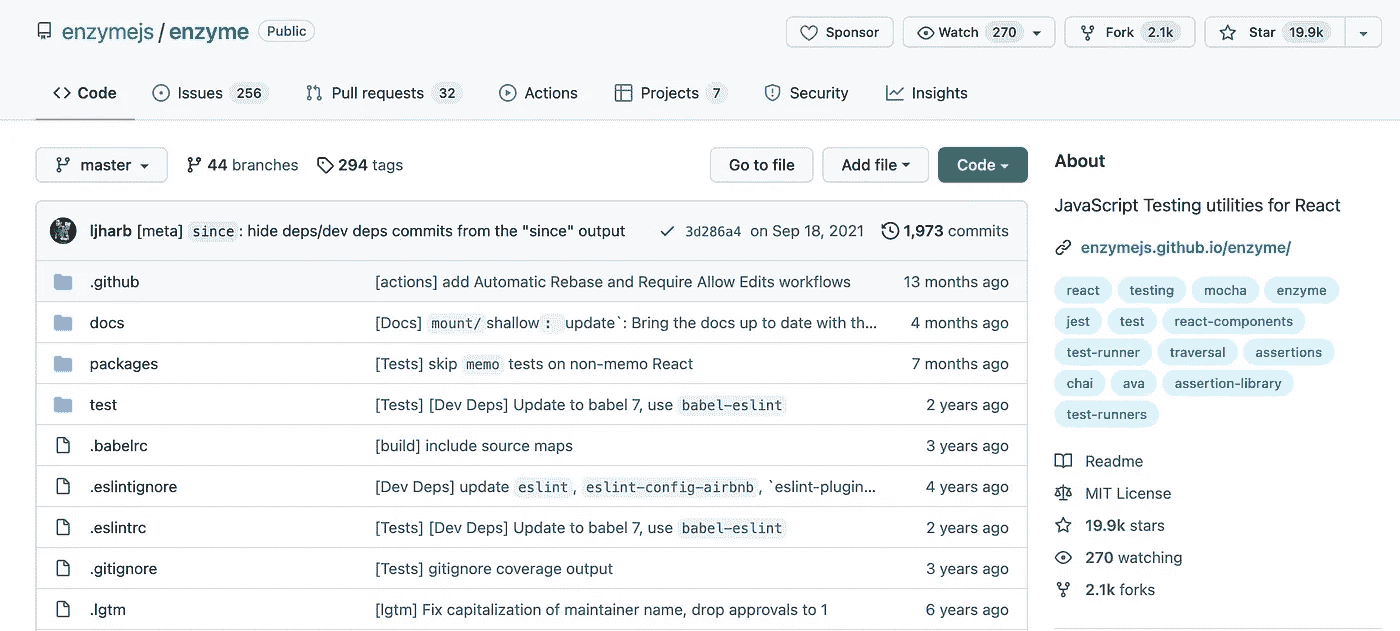 enzymejs / enzyme Public Sponsor Watch 270 Fork 2.1k Star 19.9k
Code Issues 256 Pull requests 32 Actions Projects 7 Security Insights
master 44 branches 294 tags Go to file Add file Code
ljharb [meta] since : hide deps/dev deps commits from the "since" output 3d286a4 on Sep 18, 2021 1,973 commits
.github [actions] add Automatic Rebase and Require Allow Edits workflows 13 months ago
docs [Docs] mount/ shallow : update`: Bring the docs up to date with th... 4 months ago
packages [Tests] skip memo tests on non-memo React 7 months ago
test [Tests] [Dev Deps] Update to babel 7, use babel-eslint 2 years ago
.babelrc [build] include source maps 3 years ago
.eslintignore [Dev Deps] update eslint, eslint-config-airbnb, `eslint-plugin... 4 years ago
.eslintrc [Tests] [Dev Deps] Update to babel 7, use babel-eslint 2 years ago
.gitignore [Tests] gitignore coverage output 3 years ago
.lgtm [lgtm] Fix capitalization of maintainer name, drop approvals to 1 6 years ago
About
JavaScript Testing utilities for React
enzymejs.github.io/enzyme/
react testing mocha enzyme
jest test react-components
test-runner traversal assertions
chai ava assertion-library
test-runners
Readme
MIT License
19.9k stars
270 watching
2.1k forks